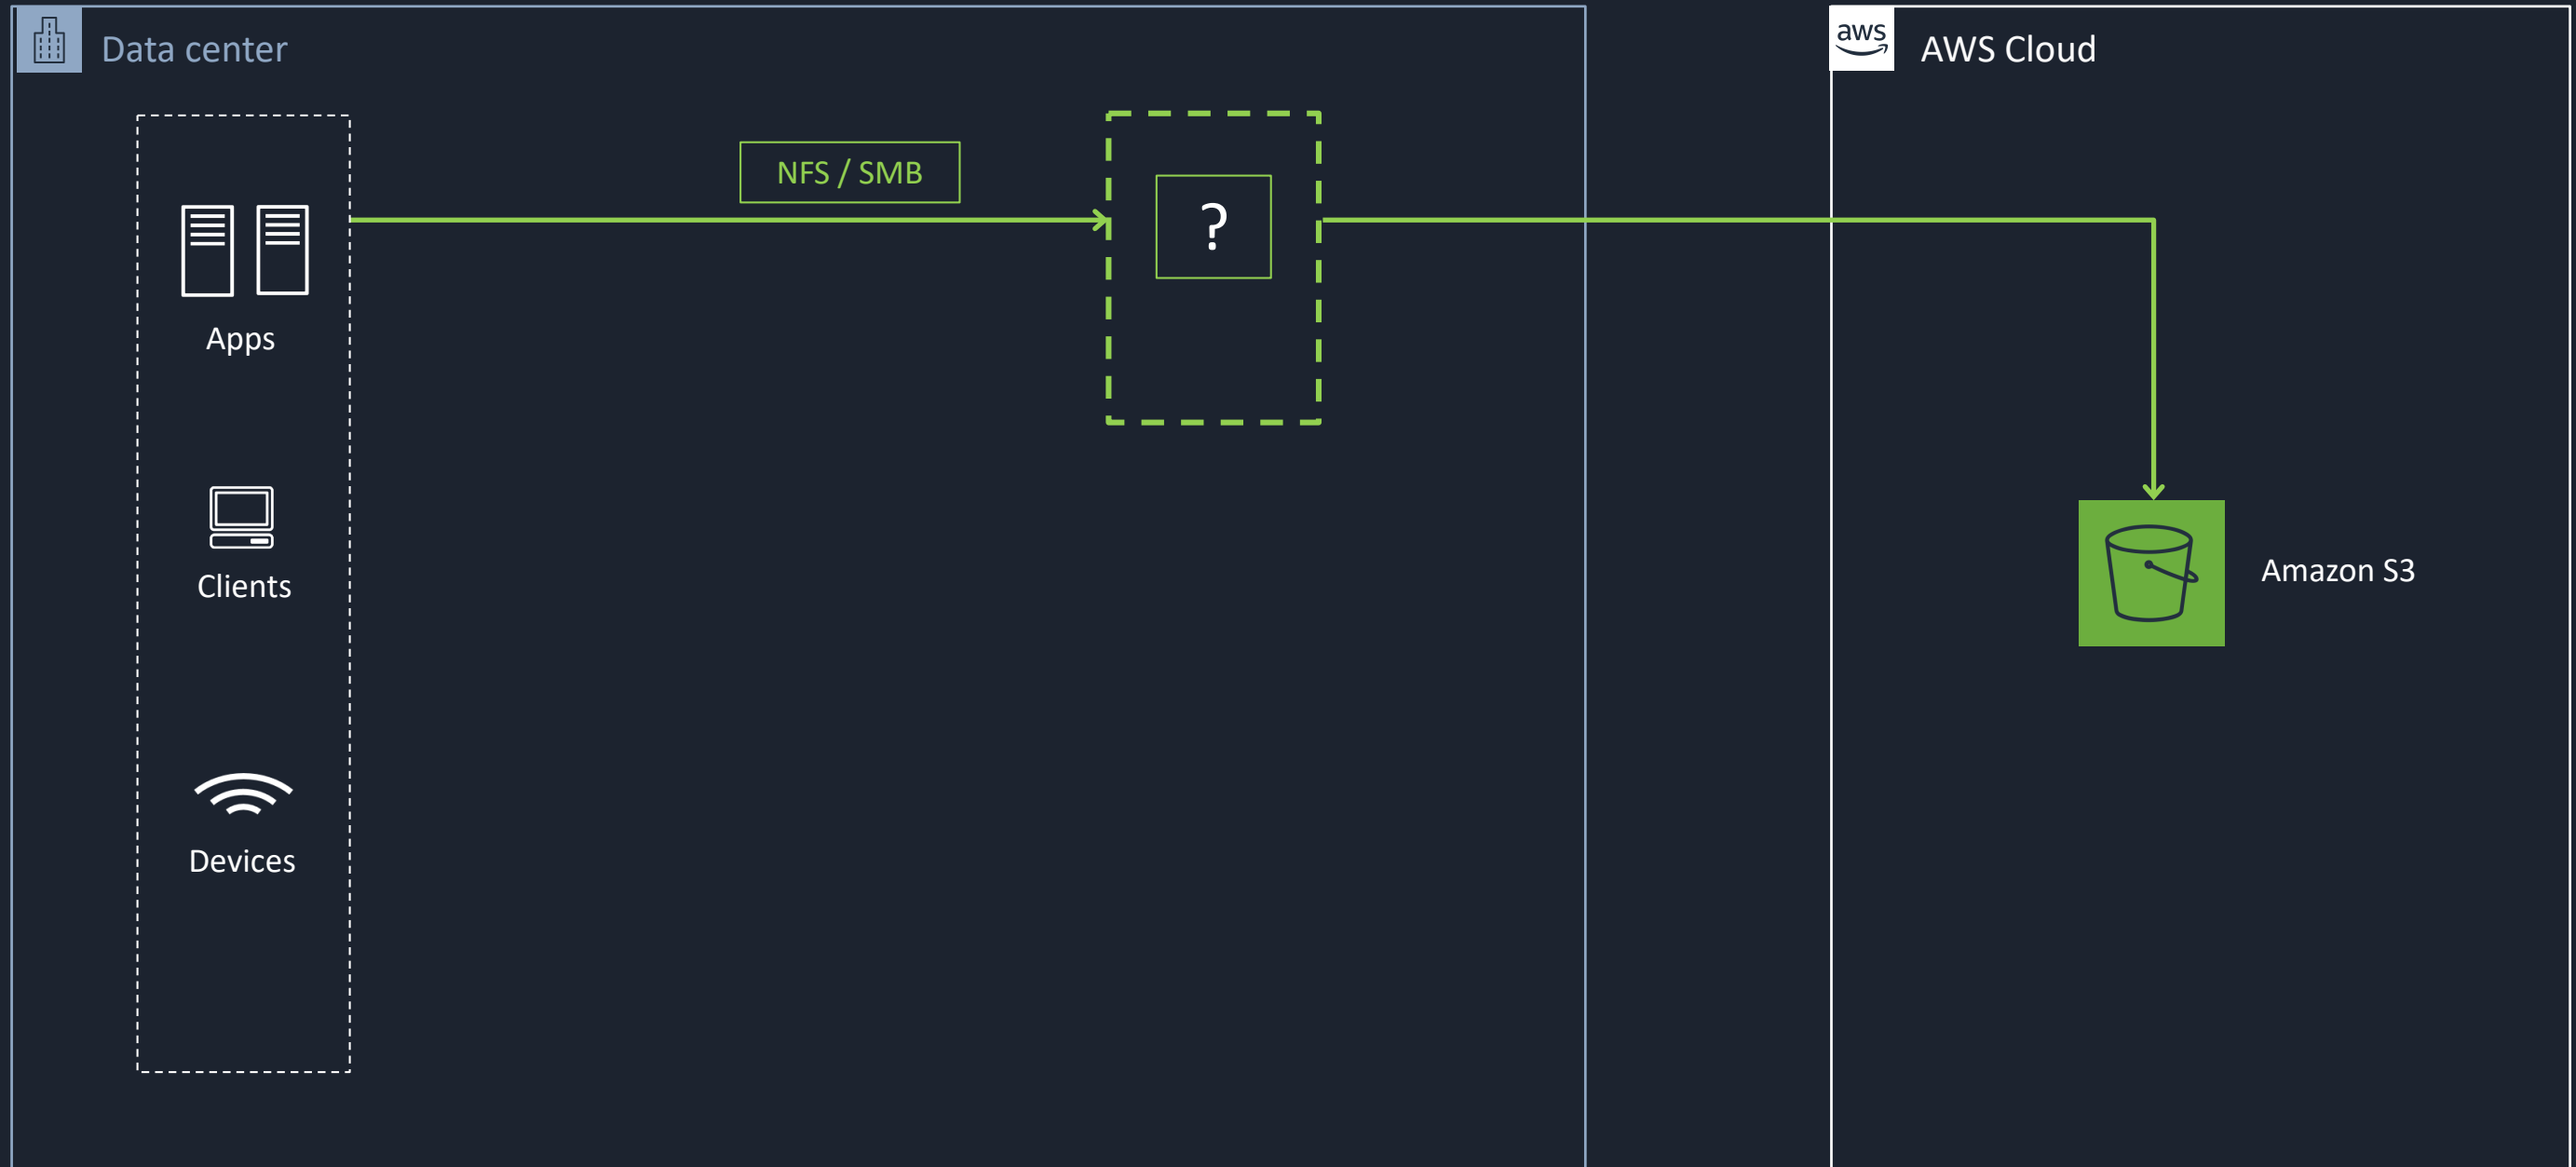 Data center
aws
AWS Cloud
NFS / SMB
?
Apps
Clients
Amazon S3
Devices